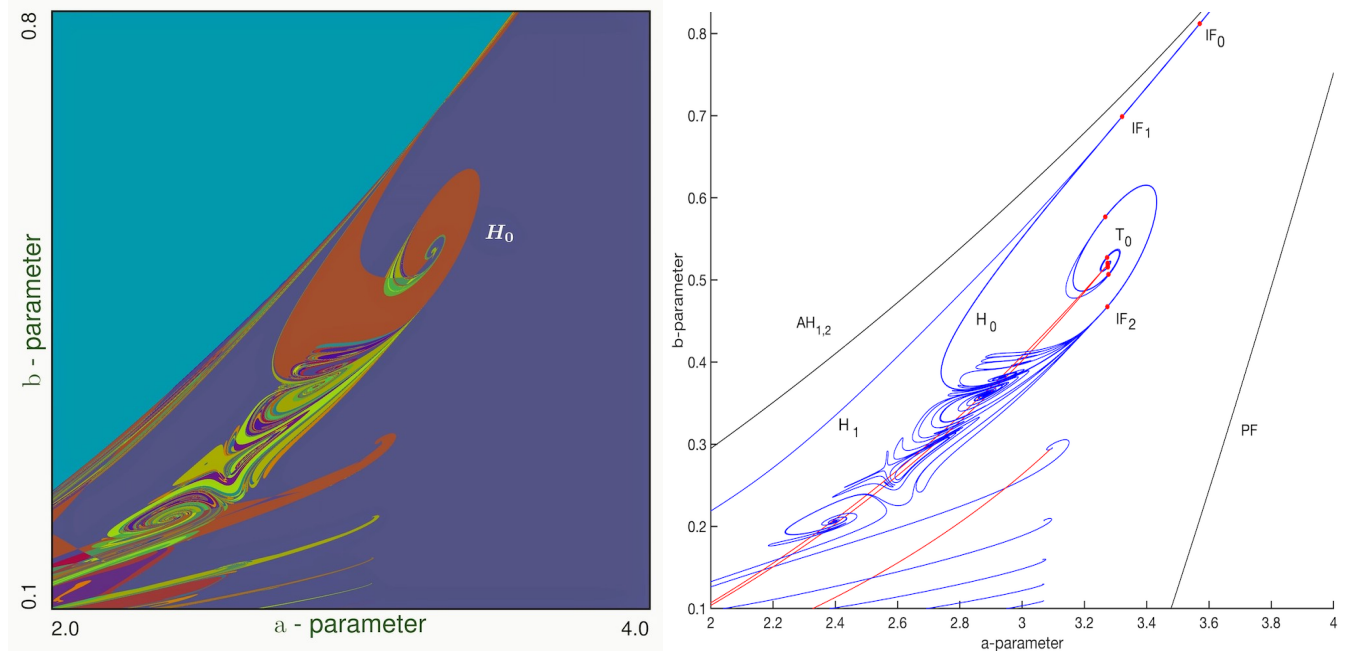 0.8
b - parameter
0.1
2.0
a - parameter
4.0
H₀
0.8
0.7
0.6
0.5
0.4
0.3
0.2
0.1
b-parameter
2
2.2
2.4
2.6
2.8
3
3.2
3.4
3.6
3.8
4
a-parameter
IF₀
IF₁
T₀
IF₂
H₀
AH₁,₂
H₁
PF